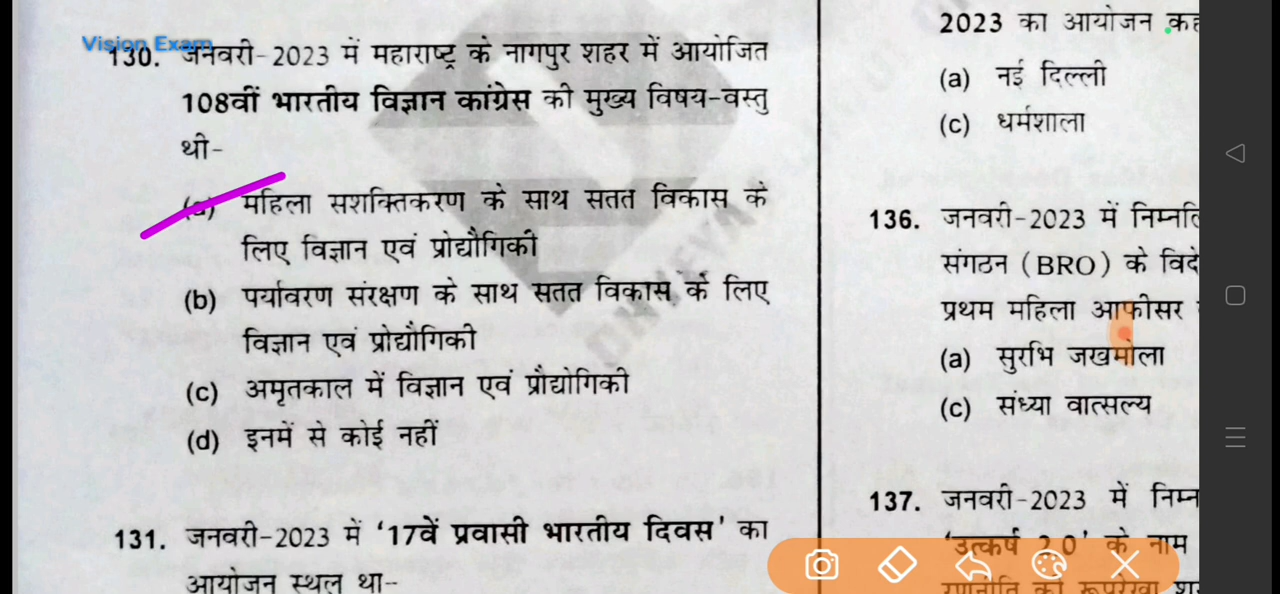 Vision Exam
130. जनवरी-2023 में महाराष्ट्र के नागपुर शहर में आयोजित
108वीं भारतीय विज्ञान कांग्रेस की मुख्य विषय-वस्तु
थी-
(a) महिला सशक्तिकरण के साथ सतत विकास के
लिए विज्ञान एवं प्रोद्यौगिकी
(b) पर्यावरण संरक्षण के साथ सतत विकास के लिए
विज्ञान एवं प्रोद्यौगिकी
(c) अमृतकाल में विज्ञान एवं प्रौद्योगिकी
(d) इनमें से कोई नहीं
131. जनवरी-2023 में '17वें प्रवासी भारतीय दिवस' का
आयोजन स्थल था-
2023 का आयोजन
(a) नई दिल्ली
(c) धर्मशाला
136. जनवरी-2023 में
संगठन (BRO) के
प्रथम महिला आफीसर
(a) सुरभि जखमोला
(c) संध्या वात्सल्य
137. जनवरी-2023 में
'उत्कर्ष 2.0' के नाम